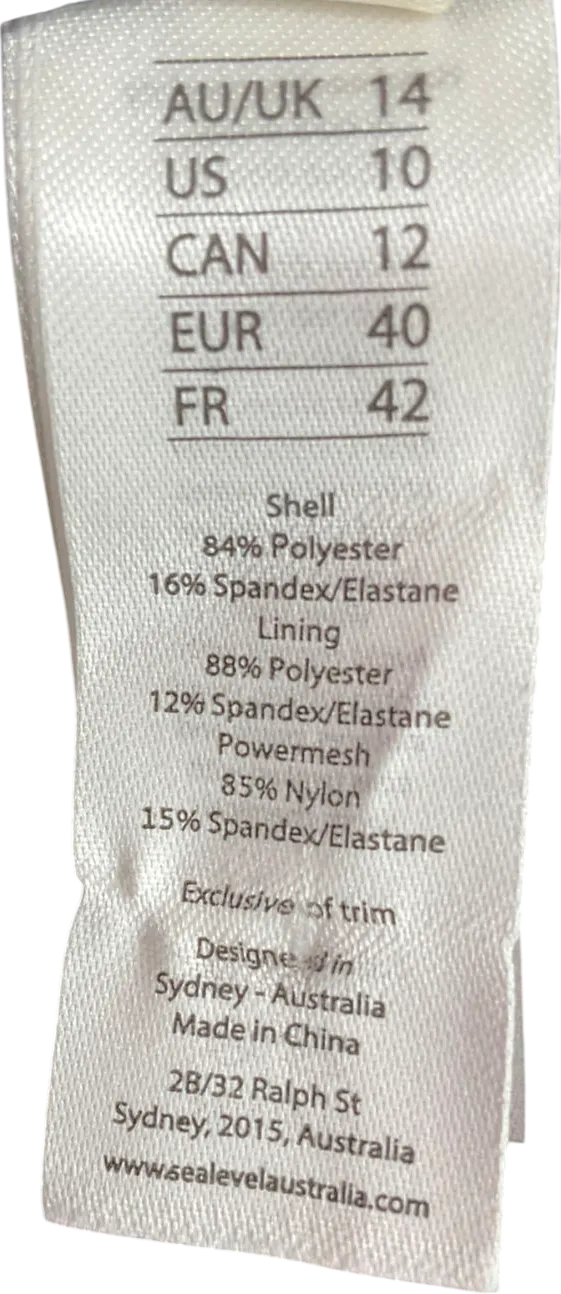 AU/UK 14
US 10
CAN 12
EUR 40
FR 42
Shell
84% Polyester
16% Spandex/Elastane
Lining
88% Polyester
12% Spandex/Elastane
Powermesh
85% Nylon
15% Spandex/Elastane
Exclusive of trim
Designed in
Sydney - Australia
Made in China
2B/32 Ralph St
Sydney, 2015, Australia
www.sealevelaustralia.com